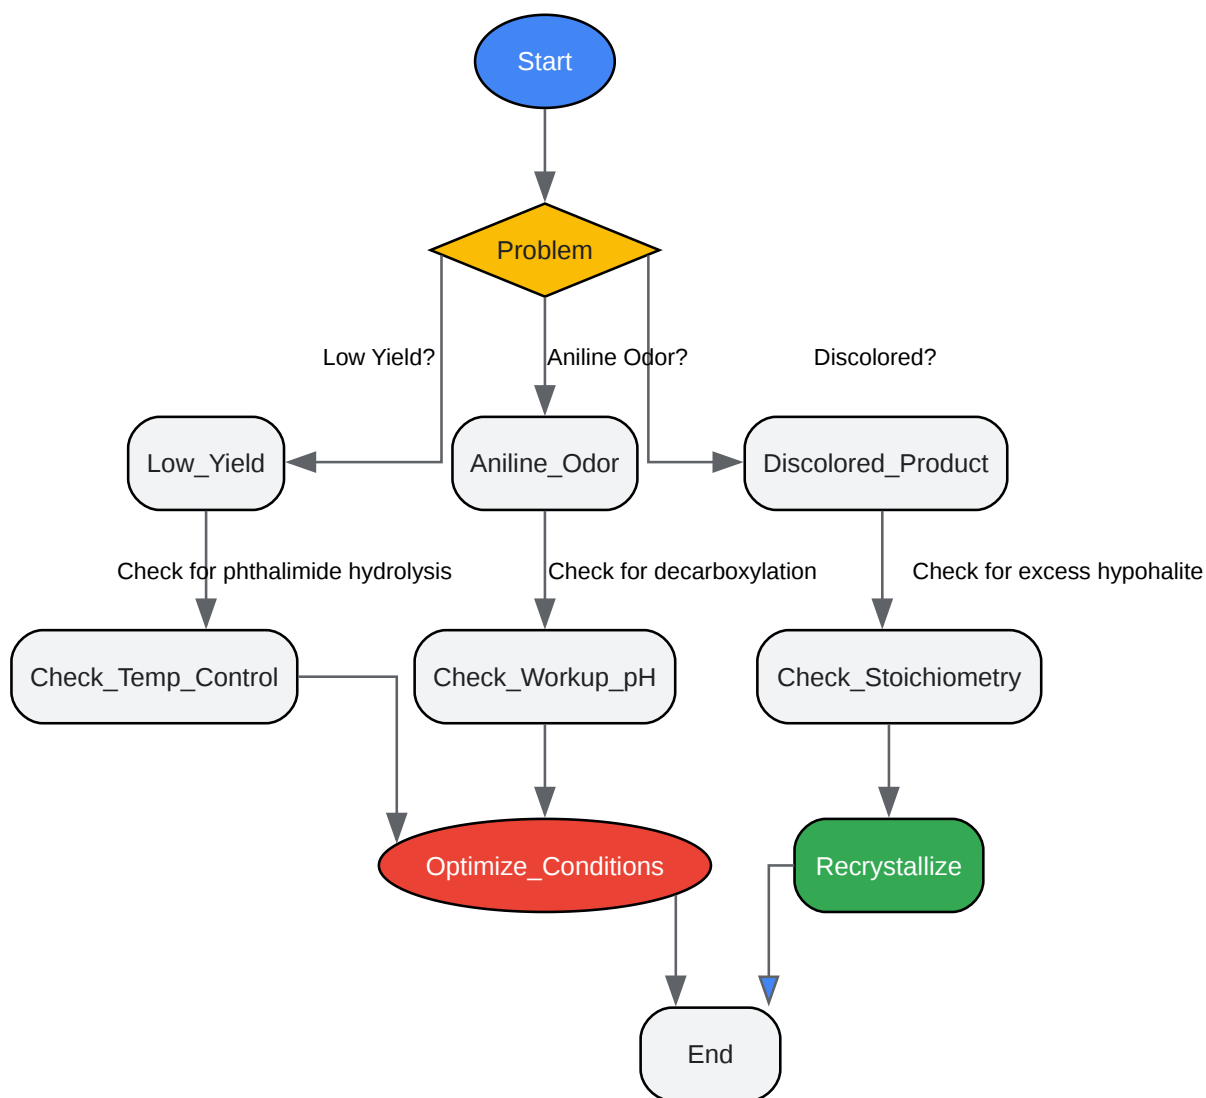 Start
Problem
Low Yield?
Aniline Odor?
Discolored?
Low_Yield
Aniline_Odor
Discolored_Product
Check for phthalimide hydrolysis
Check for decarboxylation
Check for excess hypohalite
Check_Temp_Control
Check_Workup_pH
Check_Stoichiometry
Optimize_Conditions
Recrystallize
End